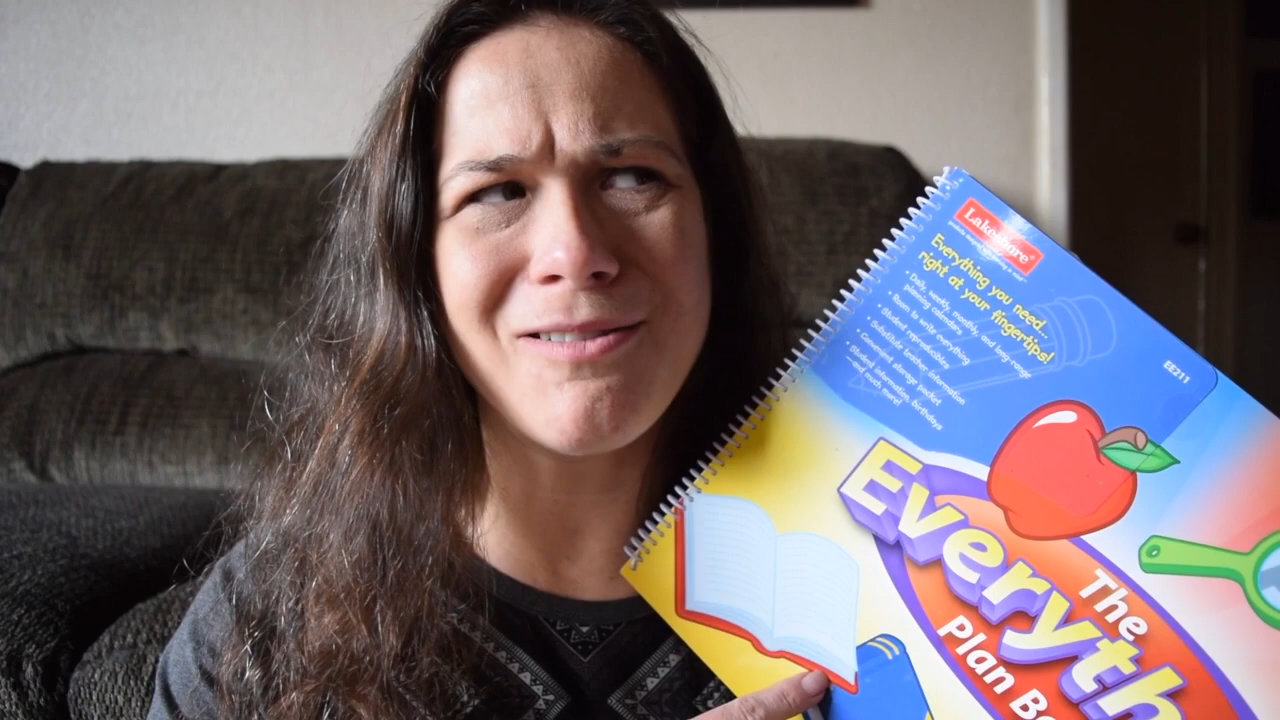 Lakeshore®
Everything you need...
right at your fingertips!
• Daily, weekly, monthly, and long-range
planning calendars
• Room to write everything
• Student reproducibles
• Substitute teacher information
• Convenient storage pocket
• Student information, birthdays
and much more!
EE211
The
Everyth
Plan Bo